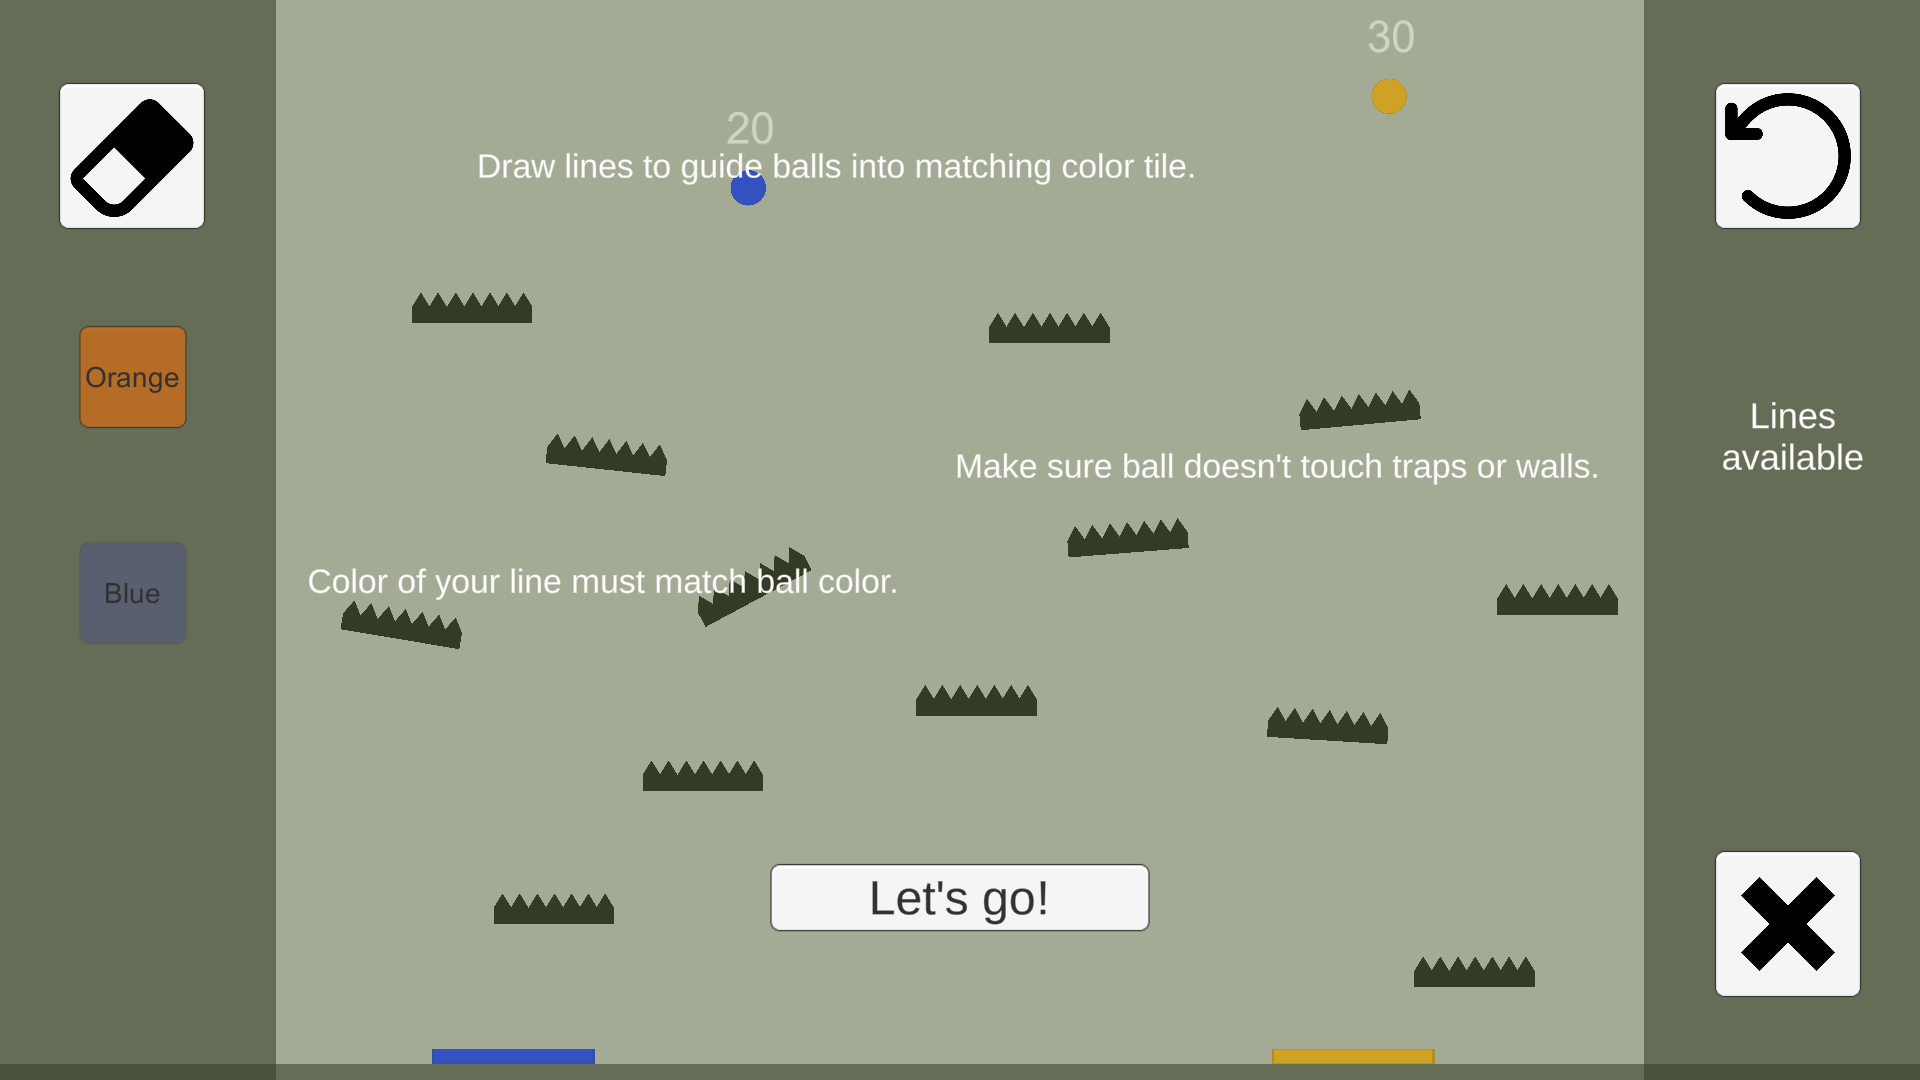 30
20
Draw lines to guide balls into matching color tile.
Orange
Lines
available
Make sure ball doesn't touch traps or walls.
Color of your line must match ball color.
Blue
Let's go!